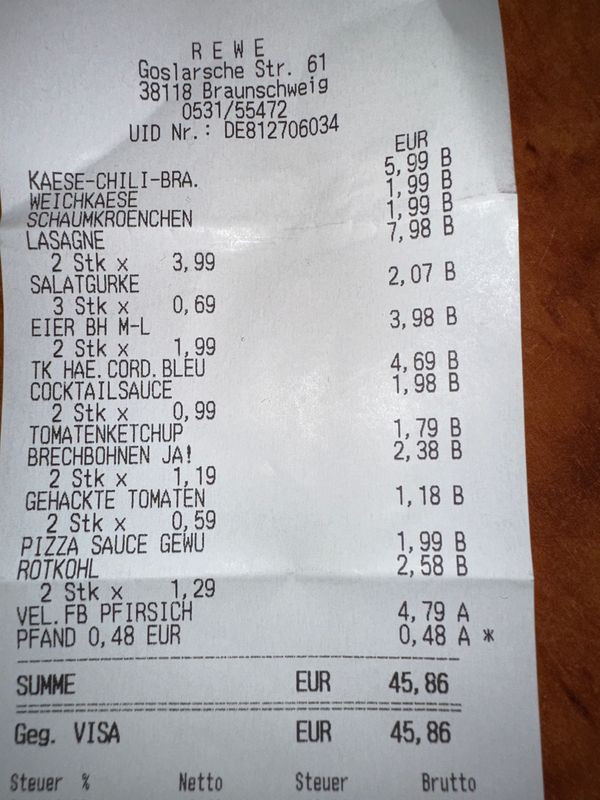 R E W E
Goslarsche Str. 61
38118 Braunschweig
0531/55472
UID Nr.: DE812706034
EUR
KAESE-CHILI-BRA. 5,99 B
WEICHKAESE 1,99 B
SCHAUMKROENCHEN 1,99 B
LASAGNE 7,98 B
2 Stk x 3,99
SALATGURKE 2,07 B
3 Stk x 0,69
EIER BH M-L 3,98 B
2 Stk x 1,99
TK HAE.CORD.BLEU 4,69 B
COCKTAILSAUCE 1,98 B
2 Stk x 0,99
TOMATENKETCHUP 1,79 B
BRECHBOHNEN JA! 2,38 B
2 Stk x 1,19
GEHACKTE TOMATEN 1,18 B
2 Stk x 0,59
PIZZA SAUCE GEWU 1,99 B
ROTKOHL 2,58 B
2 Stk x 1,29
VEL.FB PFIRSICH 4,79 A
PFAND 0,48 EUR 0,48 A *
SUMME EUR 45,86
Geg. VISA EUR 45,86
Steuer % Netto Steuer Brutto